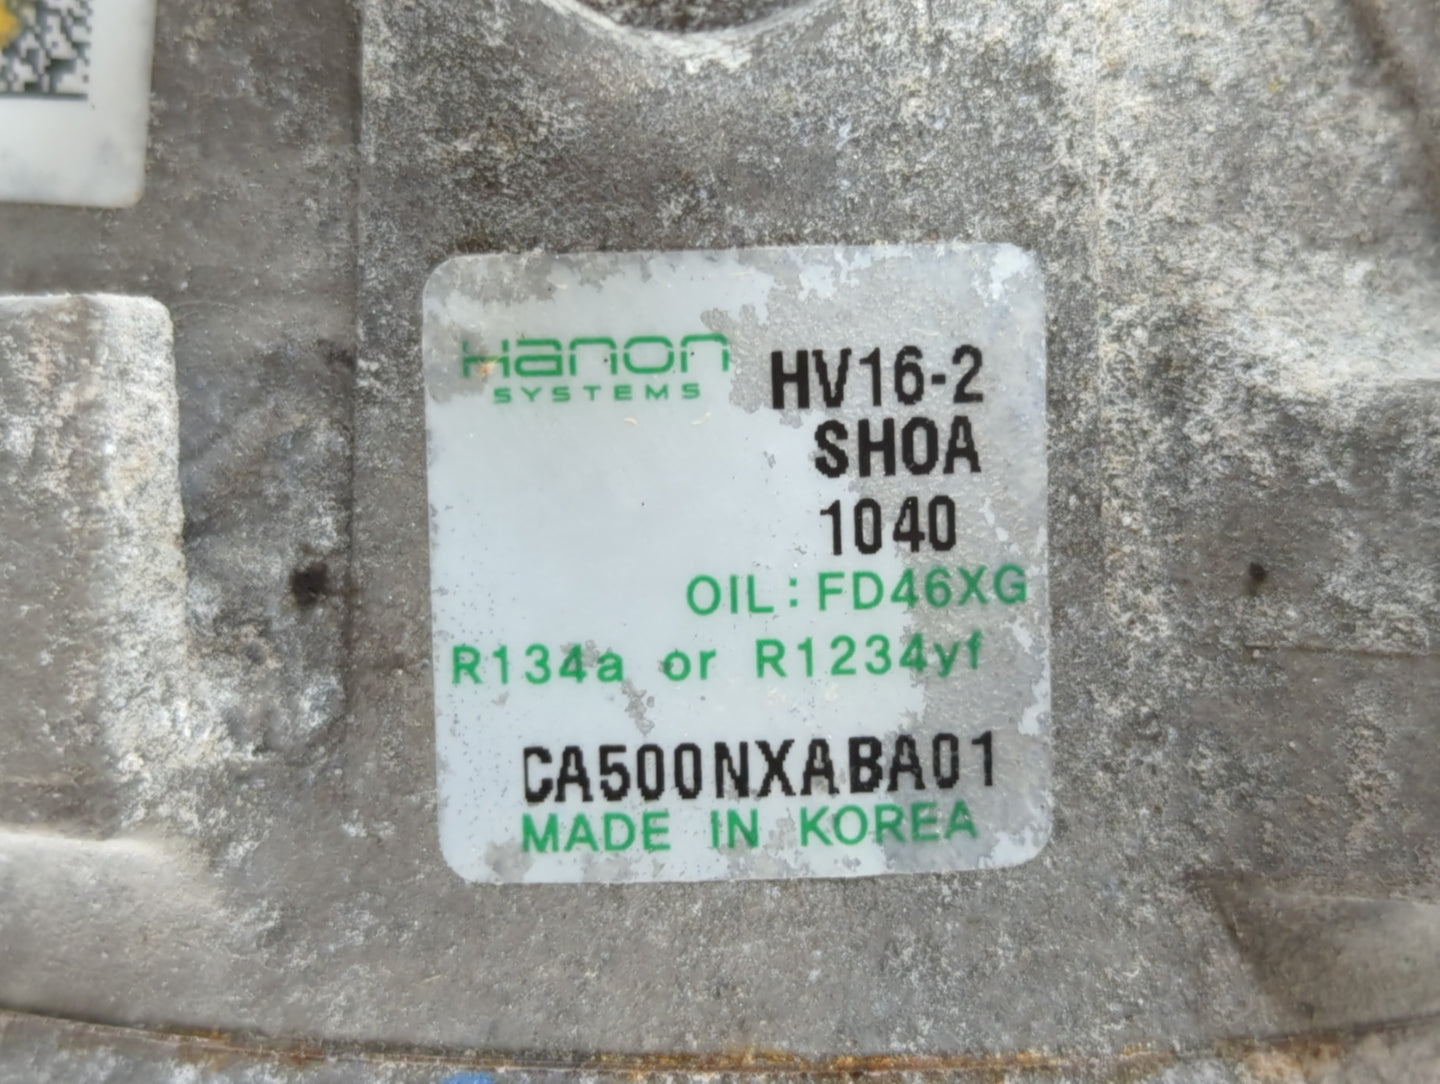 Hanon
SYSTEMS
HV16-2
SHOA
1040
OIL:FD46XG
R134a or R1234yf
CA500NXABA01
MADE IN KOREA